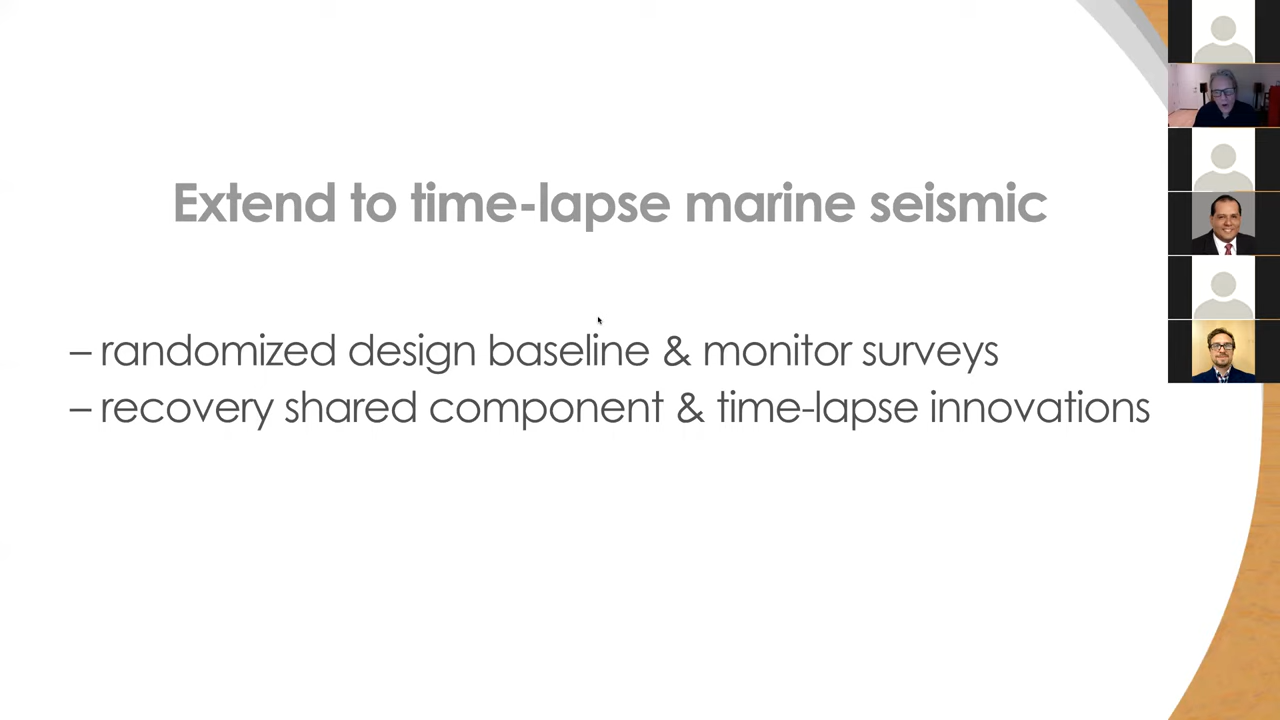 Extend to time-lapse marine seismic
– randomized design baseline & monitor surveys
– recovery shared component & time-lapse innovations